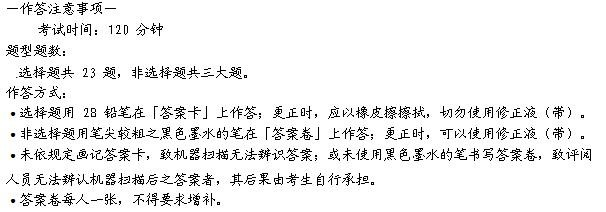 —作答注意事项—
考试时间：120 分钟
题型题数：
选择题共 23 题，非选择题共三大题。
作答方式：
•选择题用 2B 铅笔在「答案卡」上作答；更正时，应以橡皮擦擦拭，切勿使用修正液（带）。
•非选择题用笔尖较粗之黑色墨水的笔在「答案卷」上作答；更正时，可以使用修正液（带）。
•未依规定画记答案卡，致机器扫描无法辨识答案；或未使用黑色墨水的笔书写答案卷，致评阅
人员无法辨认机器扫描后之答案者，其后果由考生自行承担。
•答案卷每人一张，不得要求增补。